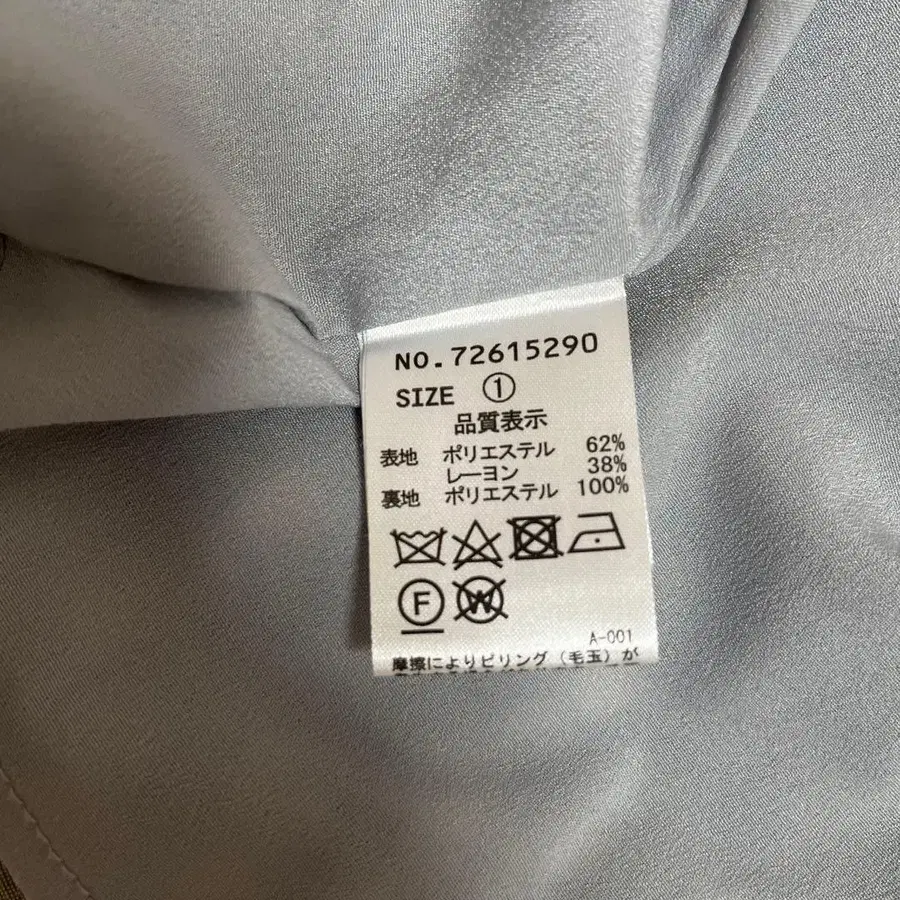 NO.72615290
SIZE ①
品質表示
表地 ポリエステル 62%
レーヨン 38%
裏地 ポリエステル 100%
F W
A-001
摩擦によりピリング(毛玉)が